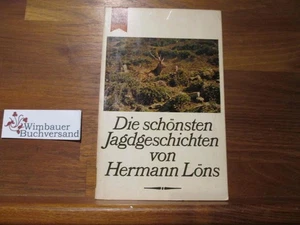 Wimbauer
Buchversand
Die schönsten
Jagdgeschichten
von
Hermann Löns